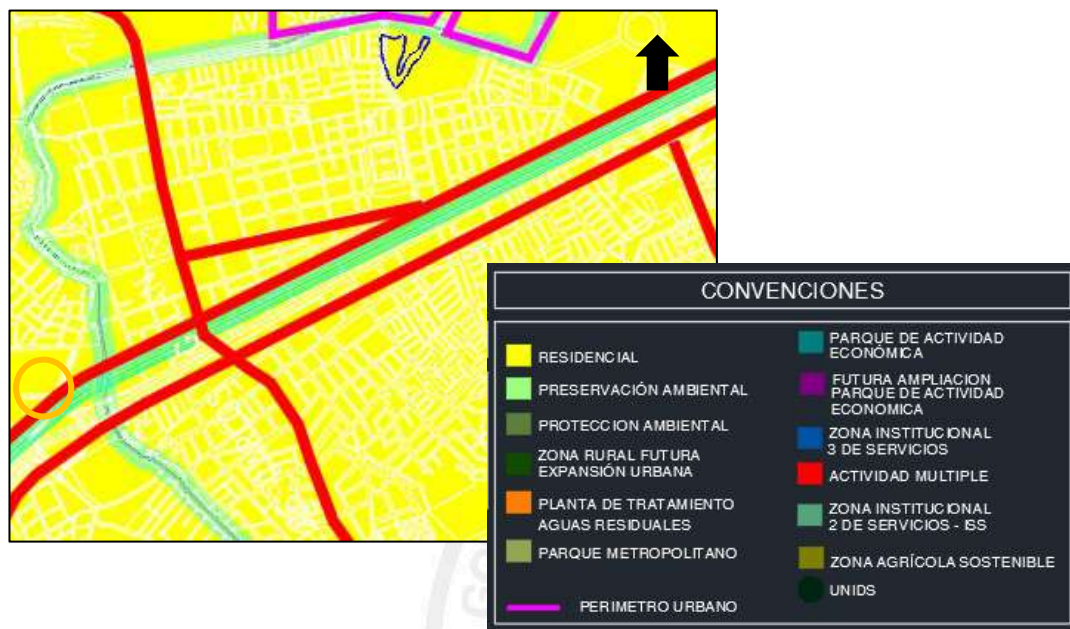 AV.
CONVENCIONES
RESIDENCIAL
PRESERVACIÓN AMBIENTAL
PROTECCION AMBIENTAL
ZONA RURAL FUTURA
EXPANSIÓN URBANA
PLANTA DE TRATAMIENTO
AGUAS RESIDUALES
PARQUE METROPOLITANO
PERIMETRO URBANO
PARQUE DE ACTIVIDAD
ECONÓMICA
FUTURA AMPLIACION
PARQUE DE ACTIVIDAD
ECONOMICA
ZONA INSTITUCIONAL
3 DE SERVICIOS
ACTIVIDAD MULTIPLE
ZONA INSTITUCIONAL
2 DE SERVICIOS - ISS
ZONA AGRÍCOLA SOSTENIBLE
UNIDS